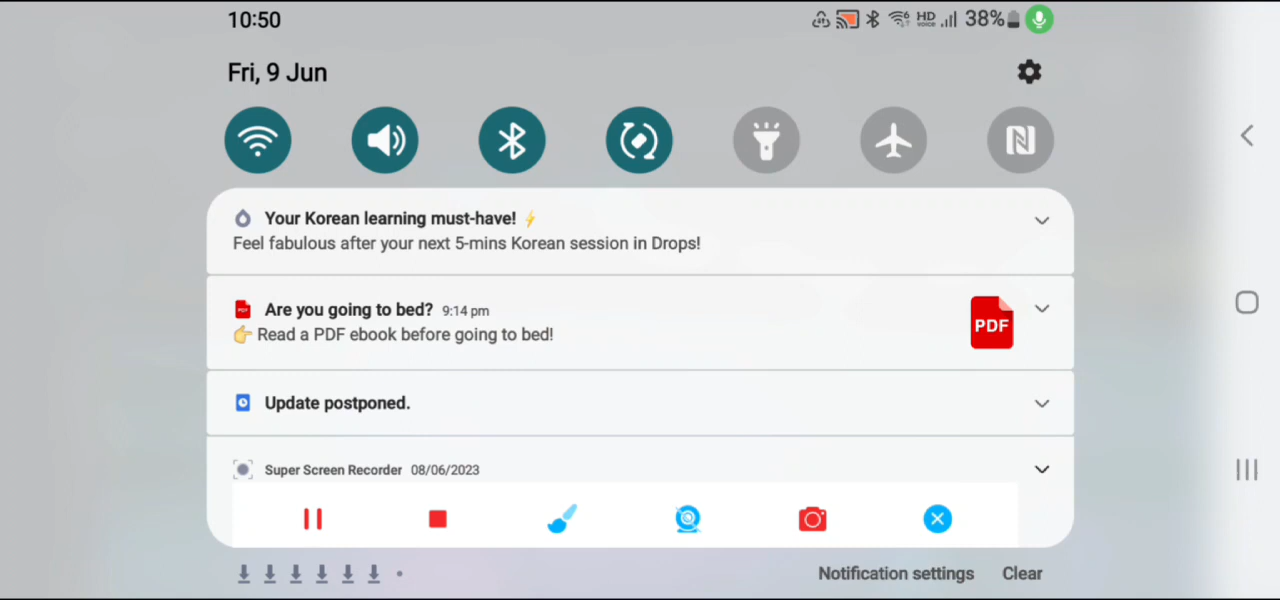 10:50
HD VOICE 38%
Fri, 9 Jun
Your Korean learning must-have! ⚡
Feel fabulous after your next 5-mins Korean session in Drops!
Are you going to bed? 9:14 pm
👉 Read a PDF ebook before going to bed!
PDF
Update postponed.
Super Screen Recorder 08/06/2023
Notification settings Clear